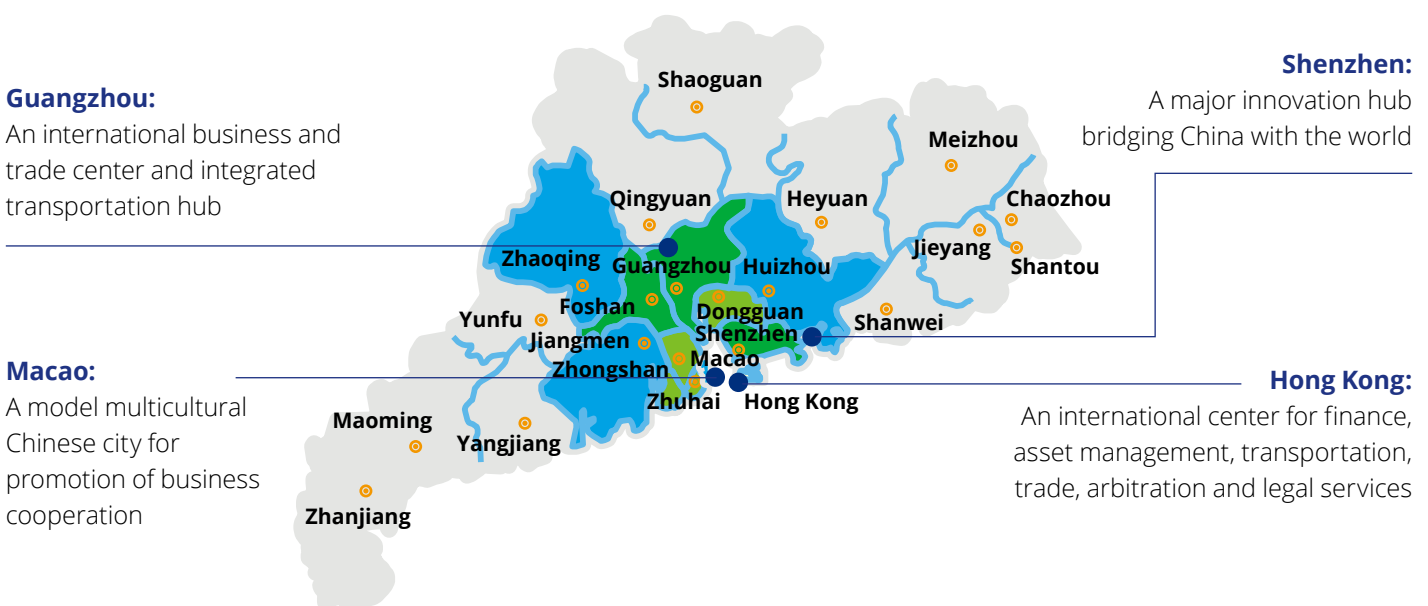 Guangzhou:
An international business and
trade center and integrated
transportation hub
Macao:
A model multicultural
Chinese city for
promotion of business
cooperation
Shaoguan
Meizhou
Qingyuan
Heyuan
Chaozhou
Jieyang
Shantou
Zhaoqing
Guangzhou
Huizhou
Foshan
Dongguan
Yunfu
Shenzhen
Shanwei
Jiangmen
Macao
Zhongshan
Zhuhai
Hong Kong
Maoming
Yangjiang
Zhanjiang
Shenzhen:
A major innovation hub
bridging China with the world
Hong Kong:
An international center for finance,
asset management, transportation,
trade, arbitration and legal services